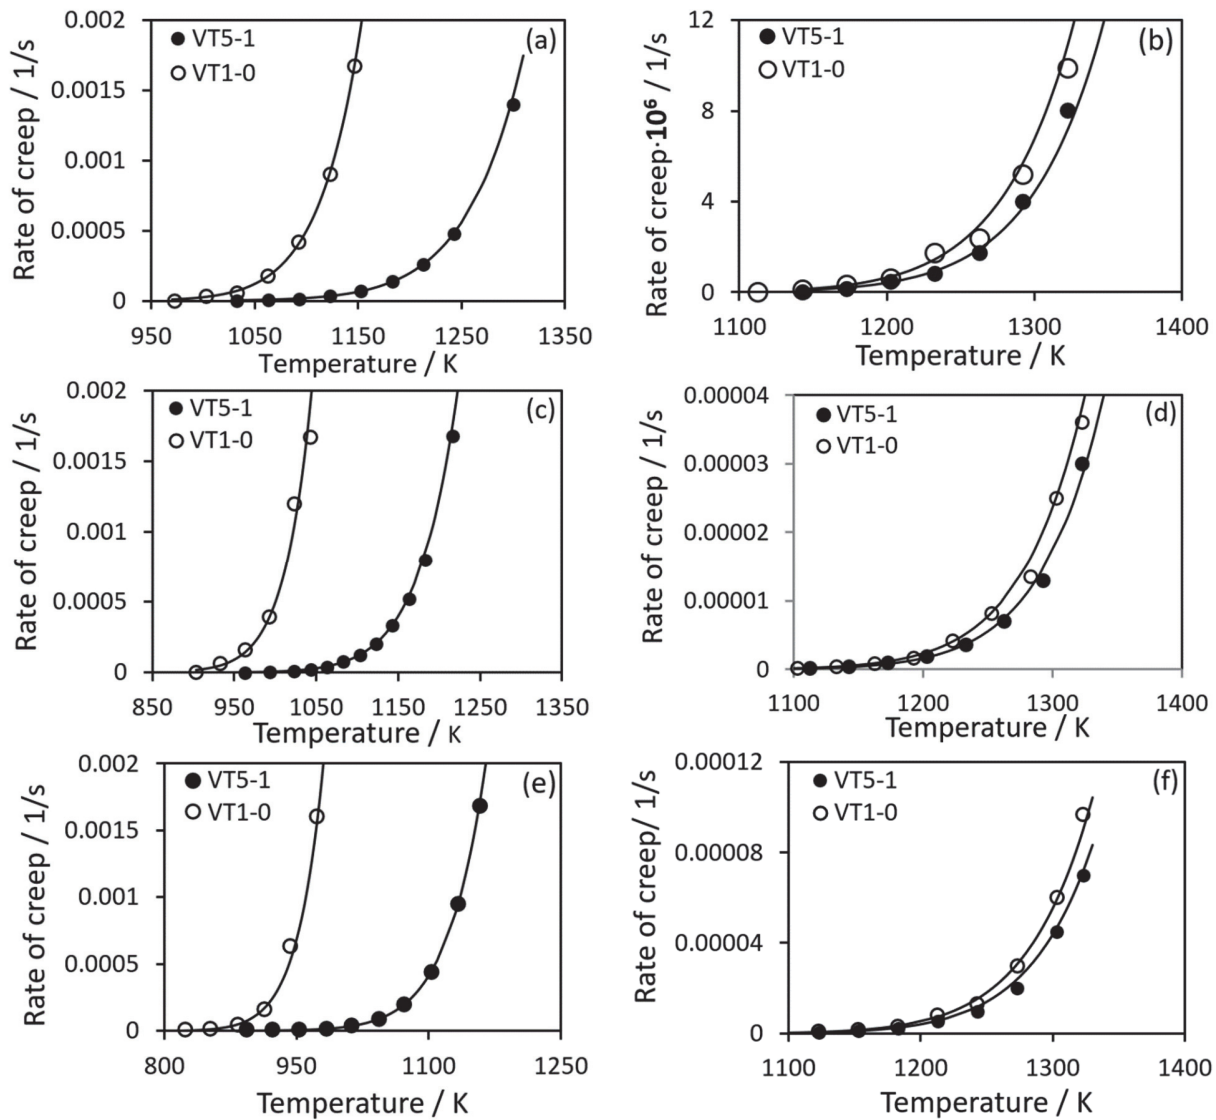 Rate of creep / 1/s
0.002
0.0015
0.001
0.0005
0
VT5-1
VT1-0
(a)
950 1050 1150 1250 1350
Temperature / K
Rate of creep·10⁶ / 1/s
12
8
4
0
VT5-1
VT1-0
(b)
1100 1200 1300 1400
Temperature / K
Rate of creep / 1/s
0.002
0.0015
0.001
0.0005
0
VT5-1
VT1-0
(c)
850 950 1050 1150 1250 1350
Temperature / K
Rate of creep / 1/s
0.00004
0.00003
0.00002
0.00001
0
VT5-1
VT1-0
(d)
1100 1200 1300 1400
Temperature / K
Rate of creep/ 1/s
0.002
0.0015
0.001
0.0005
0
VT5-1
VT1-0
(e)
800 950 1100 1250
Temperature / K
Rate of creep/ 1/s
0.00012
0.00008
0.00004
0
VT5-1
VT1-0
(f)
1100 1200 1300 1400
Temperature / K